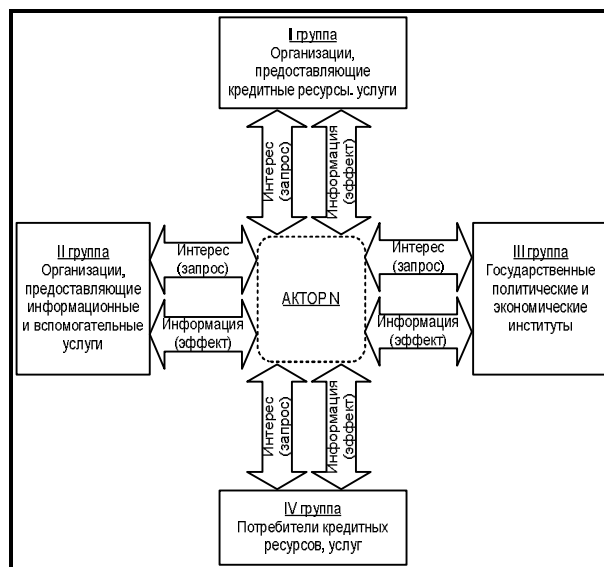 I группа
Организации,
предоставляющие
кредитные ресурсы. услуги
Интерес
(запрос)
Информация
(эффект)
II группа
Организации,
предоставляющие
информационные
и вспомогательные
услуги
Интерес
(запрос)
Информация
(эффект)
АКТОР N
Интерес
(запрос)
Информация
(эффект)
III группа
Государственные
политические и
экономические
институты
Интерес
(запрос)
Информация
(эффект)
IV группа
Потребители кредитных
ресурсов, услуг